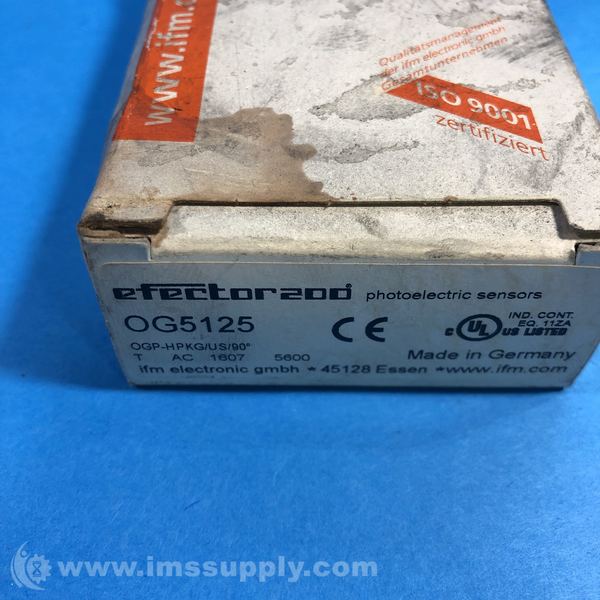 www.ifm.c
Qualitätsmanagement
der ifm electronic gmbh
Gesamtunternehmen
ISO 9001
zertifiziert
efector200 photoelectric sensors
OG5125
CE
c UL US LISTED
IND. CONT.
EQ. 11ZA
OGP-HPKG/US/90°
T AC 1607 5600
Made in Germany
ifm electronic gmbh * 45128 Essen * www.ifm.com
www.imssupply.com